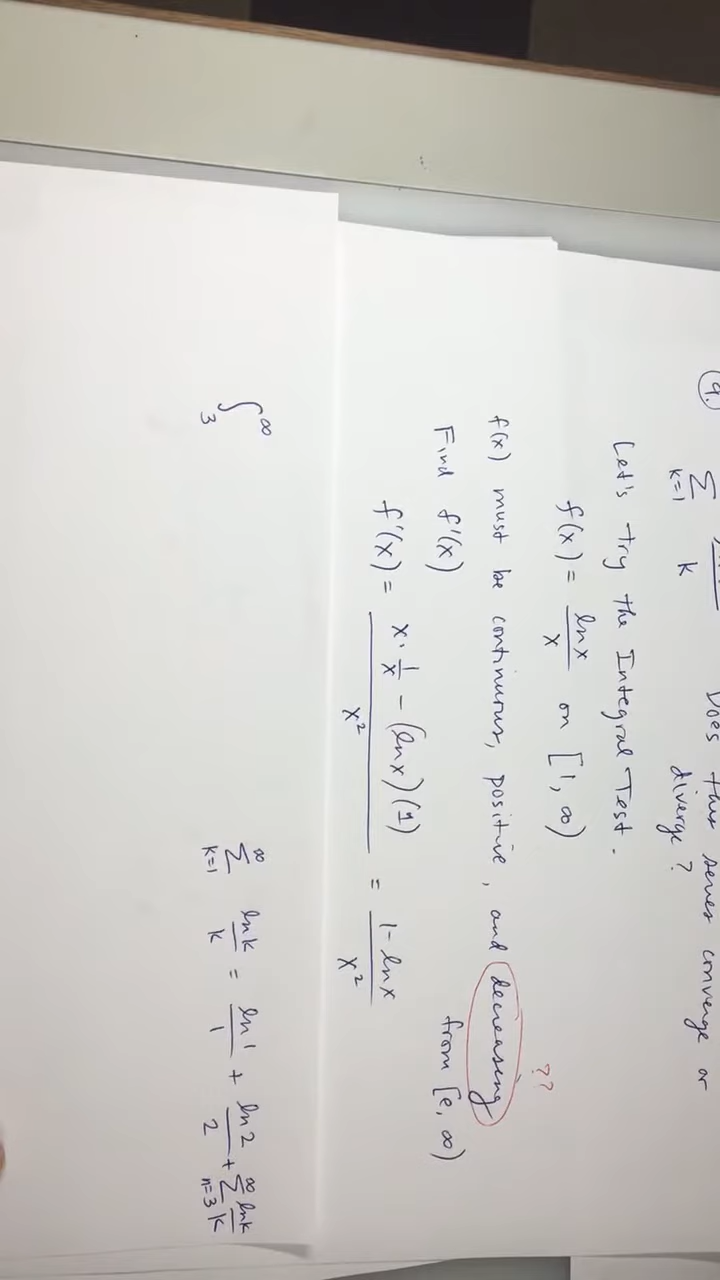 9. ∑ k=1 k Does this series converge or
diverge?
Let's try the Integral Test.
f(x) = ln x / x on [1, ∞)
??
f(x) must be continuous, positive, and decreasing
Find f'(x) from [e, ∞)
f'(x) = (x · 1/x − (ln x)(1)) / x² = (1 − ln x) / x²
∫₃^∞
∑_{k=1}^∞ ln k / k = ln 1 / 1 + ln 2 / 2 + ∑_{n=3}^∞ ln k / k